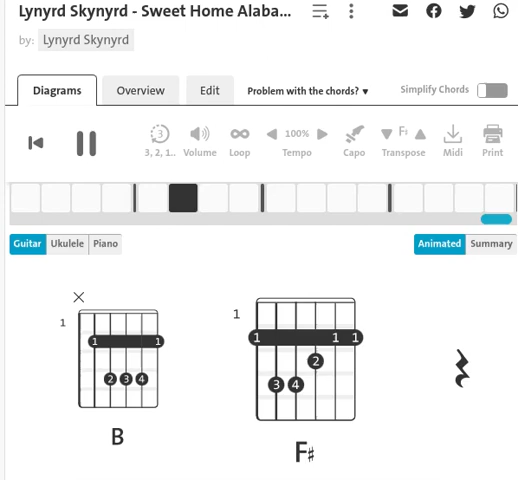 Lynyrd Skynyrd - Sweet Home Alaba...
by: Lynyrd Skynyrd
Diagrams Overview Edit Problem with the chords? ▾ Simplify Chords
3
3, 2, 1.. Volume Loop 100% Tempo Capo F♯ Transpose Midi Print
Guitar Ukulele Piano Animated Summary
×
1 1 1
2 3 4
B
1 1 1 1
2
3 4
F♯